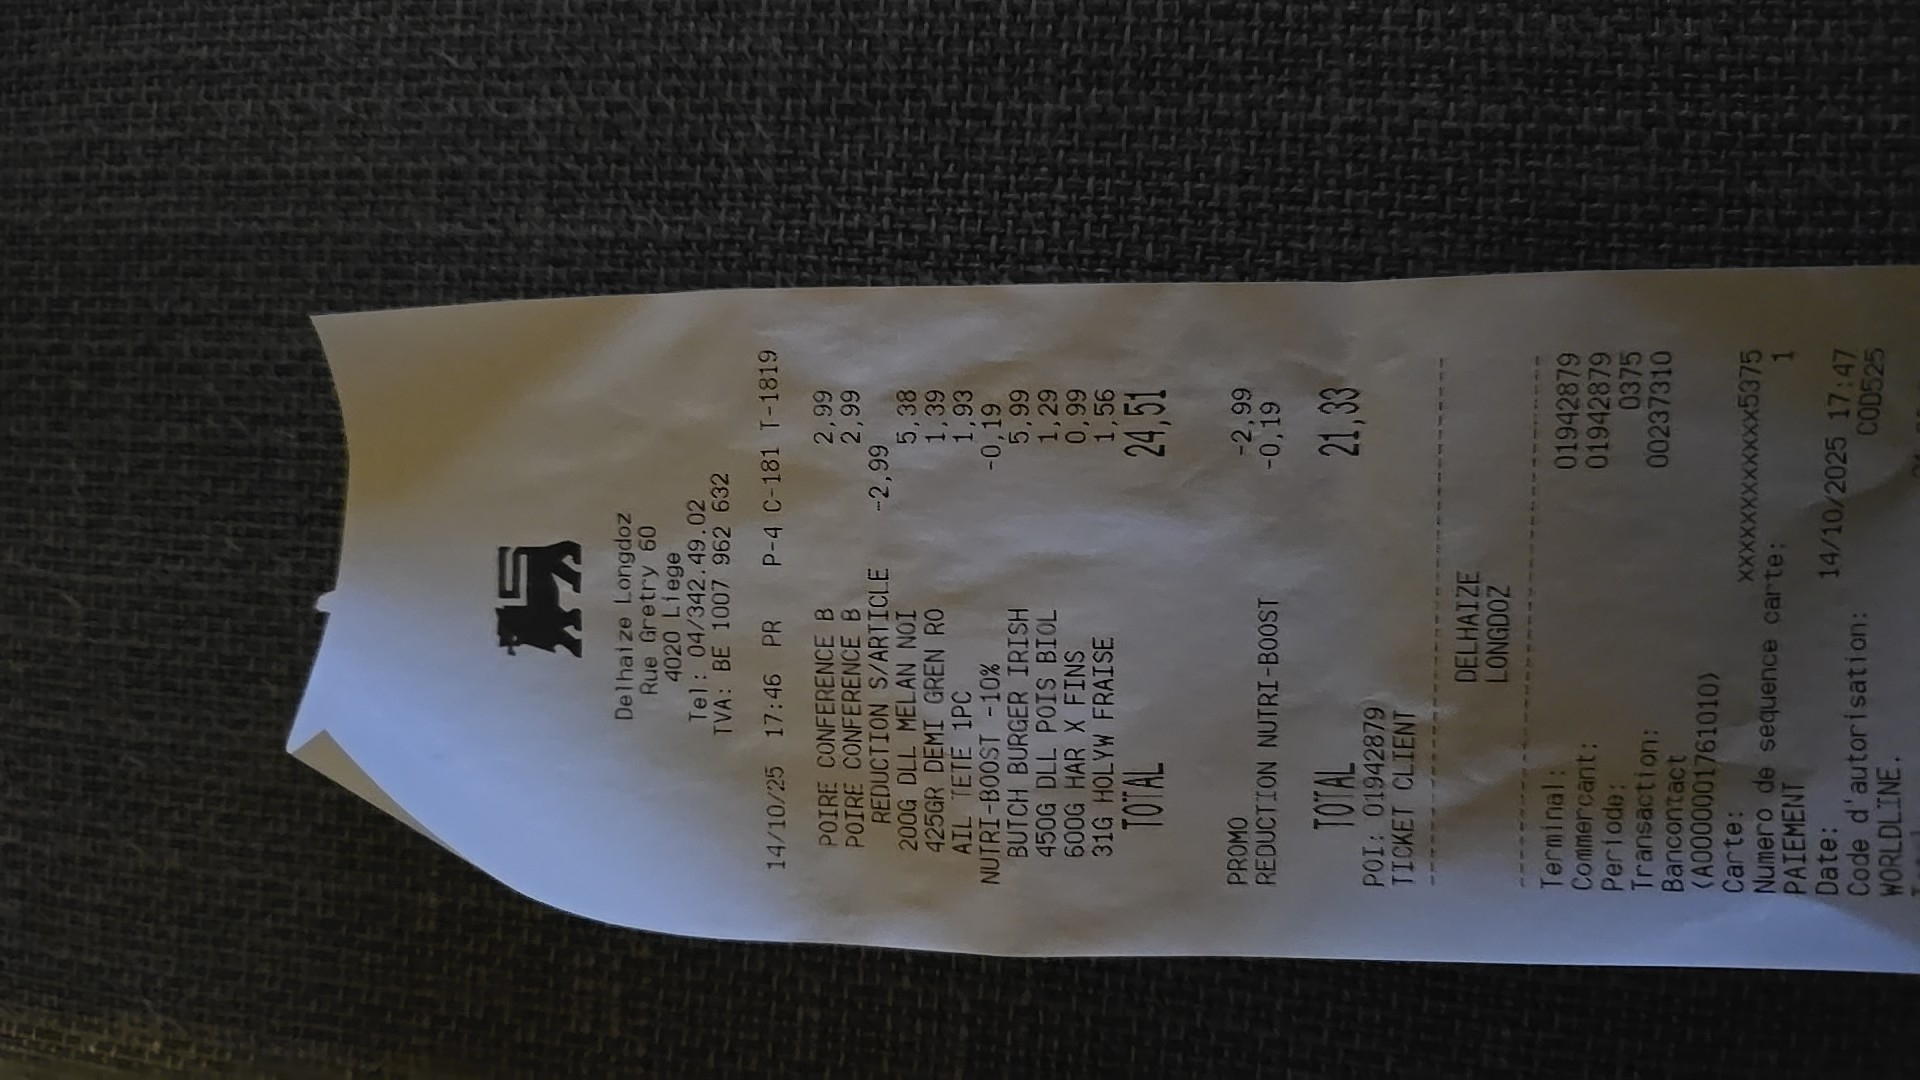 Delhaize Longdoz
Rue Gretry 60
4020 Liege
Tel: 04/342.49.02
TVA: BE 1007 962 632
14/10/25 17:46 PR P-4 C-181 T-1819
POIRE CONFERENCE B 2,99
POIRE CONFERENCE B 2,99
REDUCTION S/ARTICLE -2,99
200G DLL MELAN NOI 5,38
425GR DEMI GREN RO 1,39
AIL TETE 1PC 1,93
NUTRI-BOOST -10% -0,19
BUTCH BURGER IRISH 5,99
450G DLL POIS BIOL 1,29
600G HAR X FINS 0,99
31G HOLYW FRAISE 1,56
TOTAL 24,51
PROMO -2,99
REDUCTION NUTRI-BOOST -0,19
TOTAL 21,33
POI: 01942879
TICKET CLIENT
DELHAIZE
LONGDOZ
Terminal: 01942879
Commercant: 01942879
Periode: 0375
Transaction: 00237310
Bancontact
(A0000001761010)
Carte: xxxxxxxxxxxxx5375
Numero de sequence carte: 1
PAIEMENT
Date: 14/10/2025 17:47
Code d'autorisation: COD525
WORLDLINE.